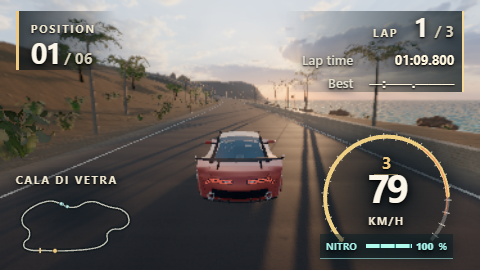 POSITION
01 / 06
LAP 1 / 3
Lap time 01:09.800
Best --:--.---
CALA DI VETRA
3
79
KM/H
NITRO 100 %